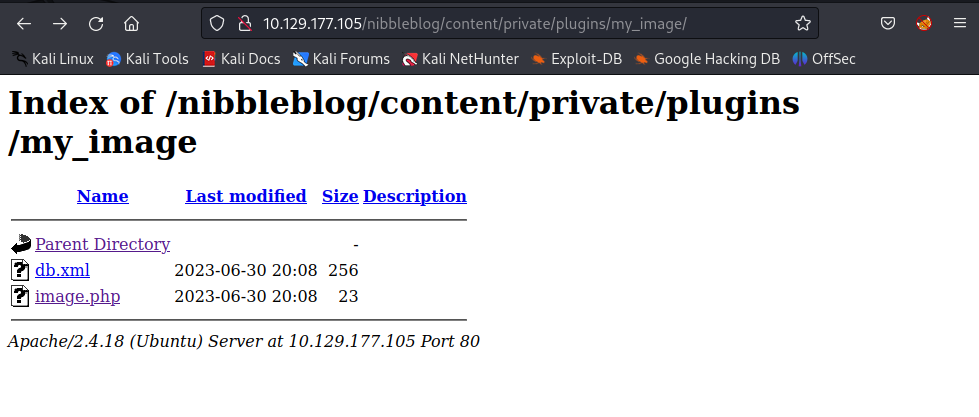 10.129.177.105/nibbleblog/content/private/plugins/my_image/
Kali Linux Kali Tools Kali Docs Kali Forums Kali NetHunter Exploit-DB Google Hacking DB OffSec
Index of /nibbleblog/content/private/plugins
/my_image
Name Last modified Size Description
Parent Directory -
db.xml 2023-06-30 20:08 256
image.php 2023-06-30 20:08 23
Apache/2.4.18 (Ubuntu) Server at 10.129.177.105 Port 80